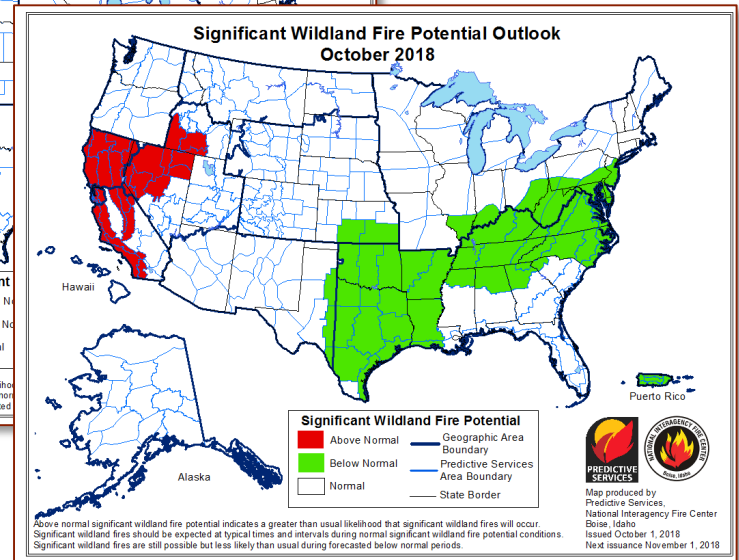 Significant Wildland Fire Potential Outlook
October 2018
Hawaii
Alaska
Puerto Rico
Significant Wildland Fire Potential
Above Normal
Below Normal
Normal
Geographic Area
Boundary
Predictive Services
Area Boundary
State Border
PREDICTIVE
SERVICES
NATIONAL INTERAGENCY FIRE CENTER
Boise, Idaho
Map produced by
Predictive Services,
National Interagency Fire Center
Boise, Idaho
Issued October 1, 2018
Next issuance November 1, 2018
Above normal significant wildland fire potential indicates a greater than usual likelihood that significant wildland fires will occur.
Significant wildland fires should be expected at typical times and intervals during normal significant wildland fire potential conditions.
Significant wildland fires are still possible but less likely than usual during forecasted below normal periods.